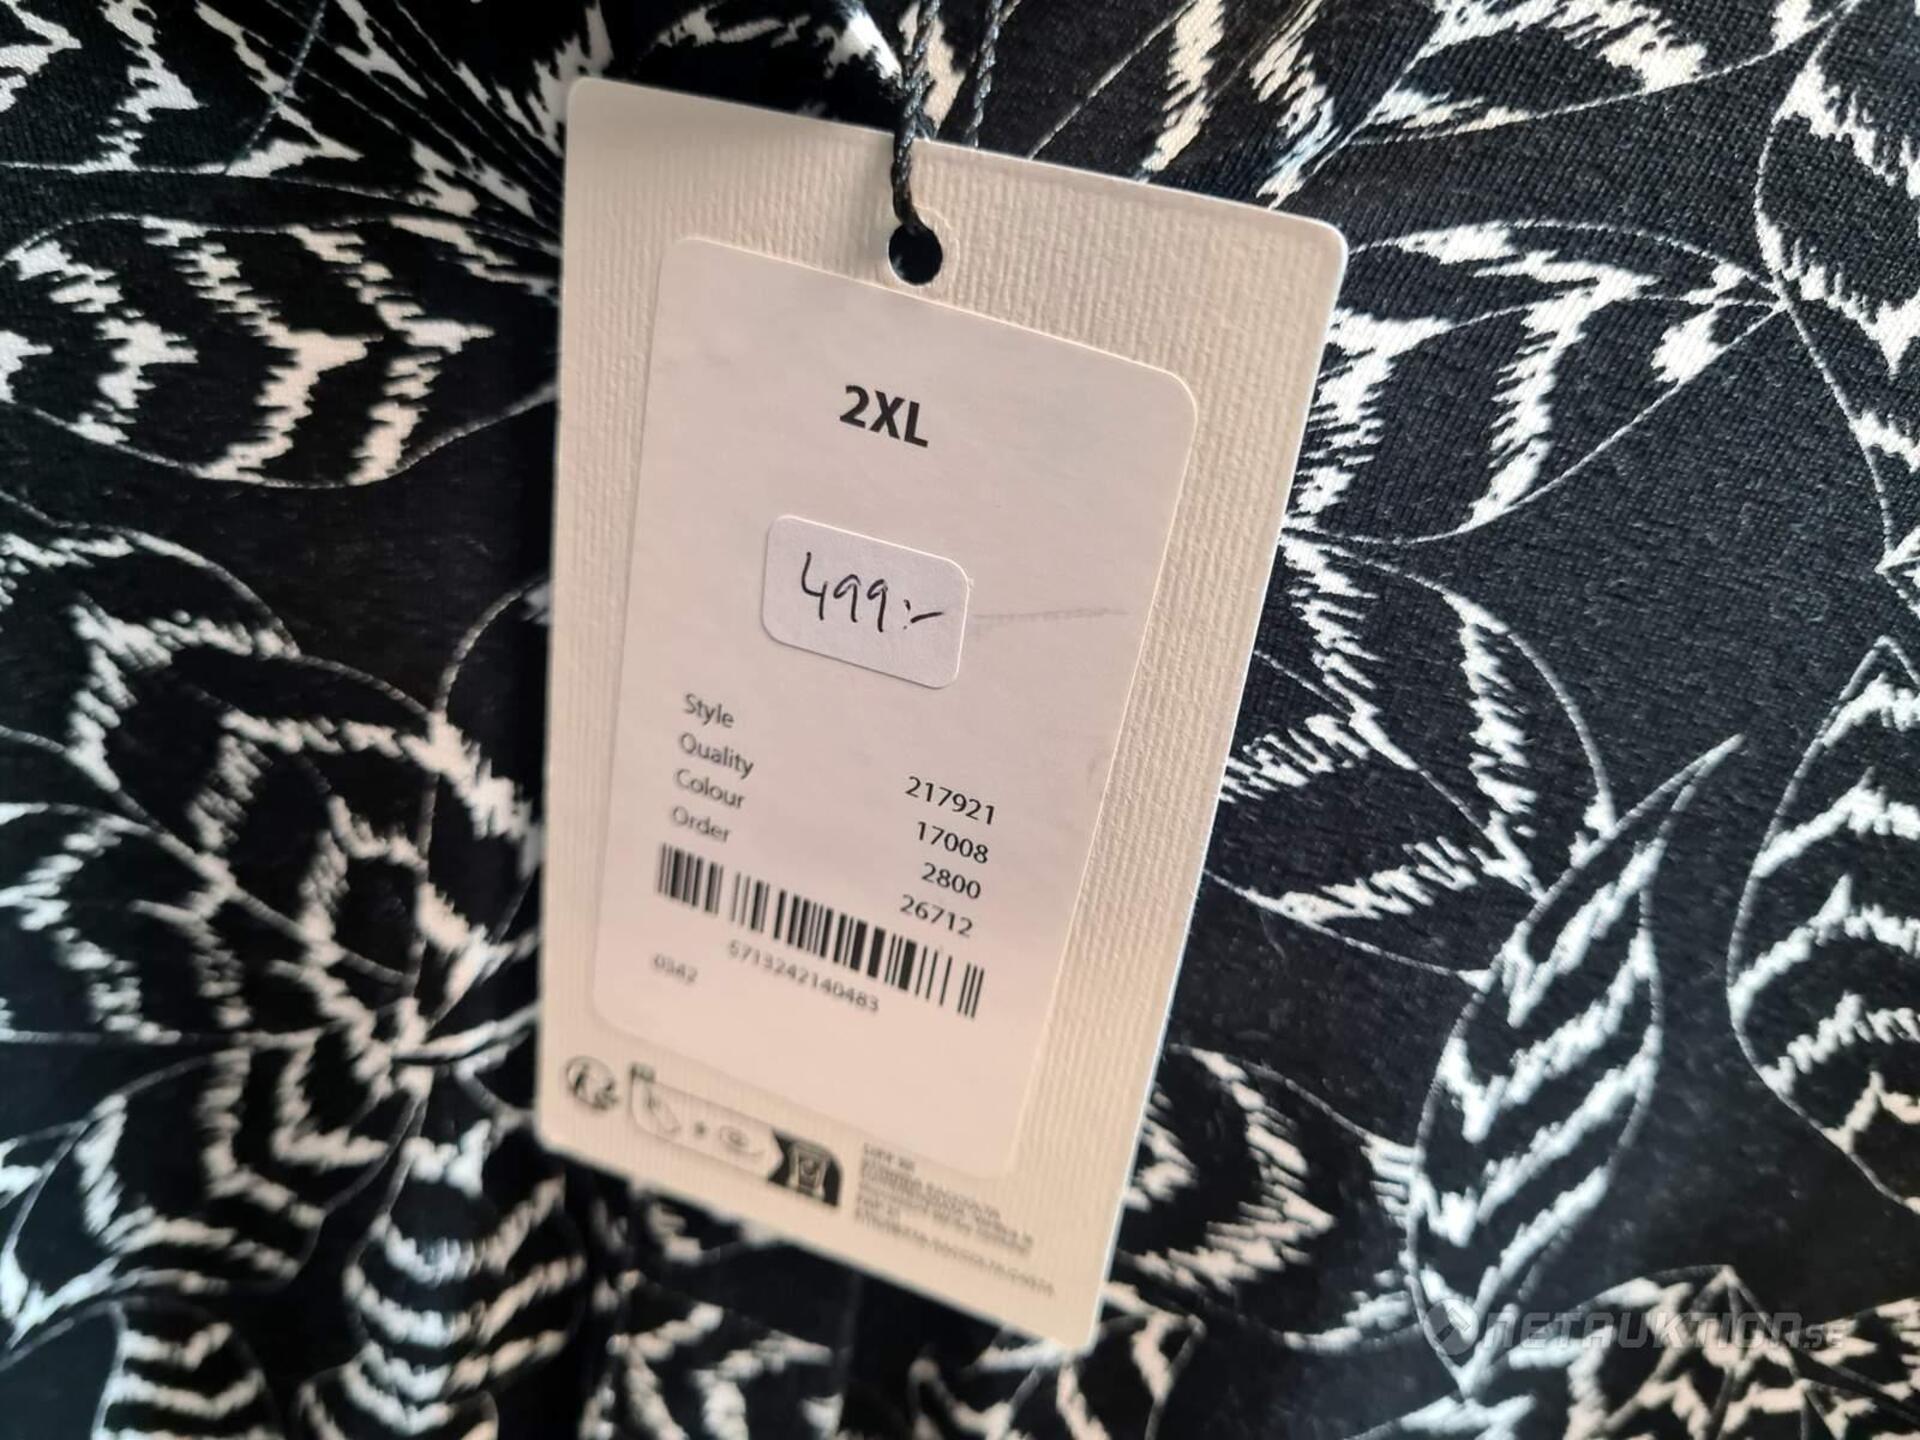 2XL
499:-
Style 217921
Quality 17008
Colour 2800
Order 26712
5713242140483
0342
NETAUKTION.SE